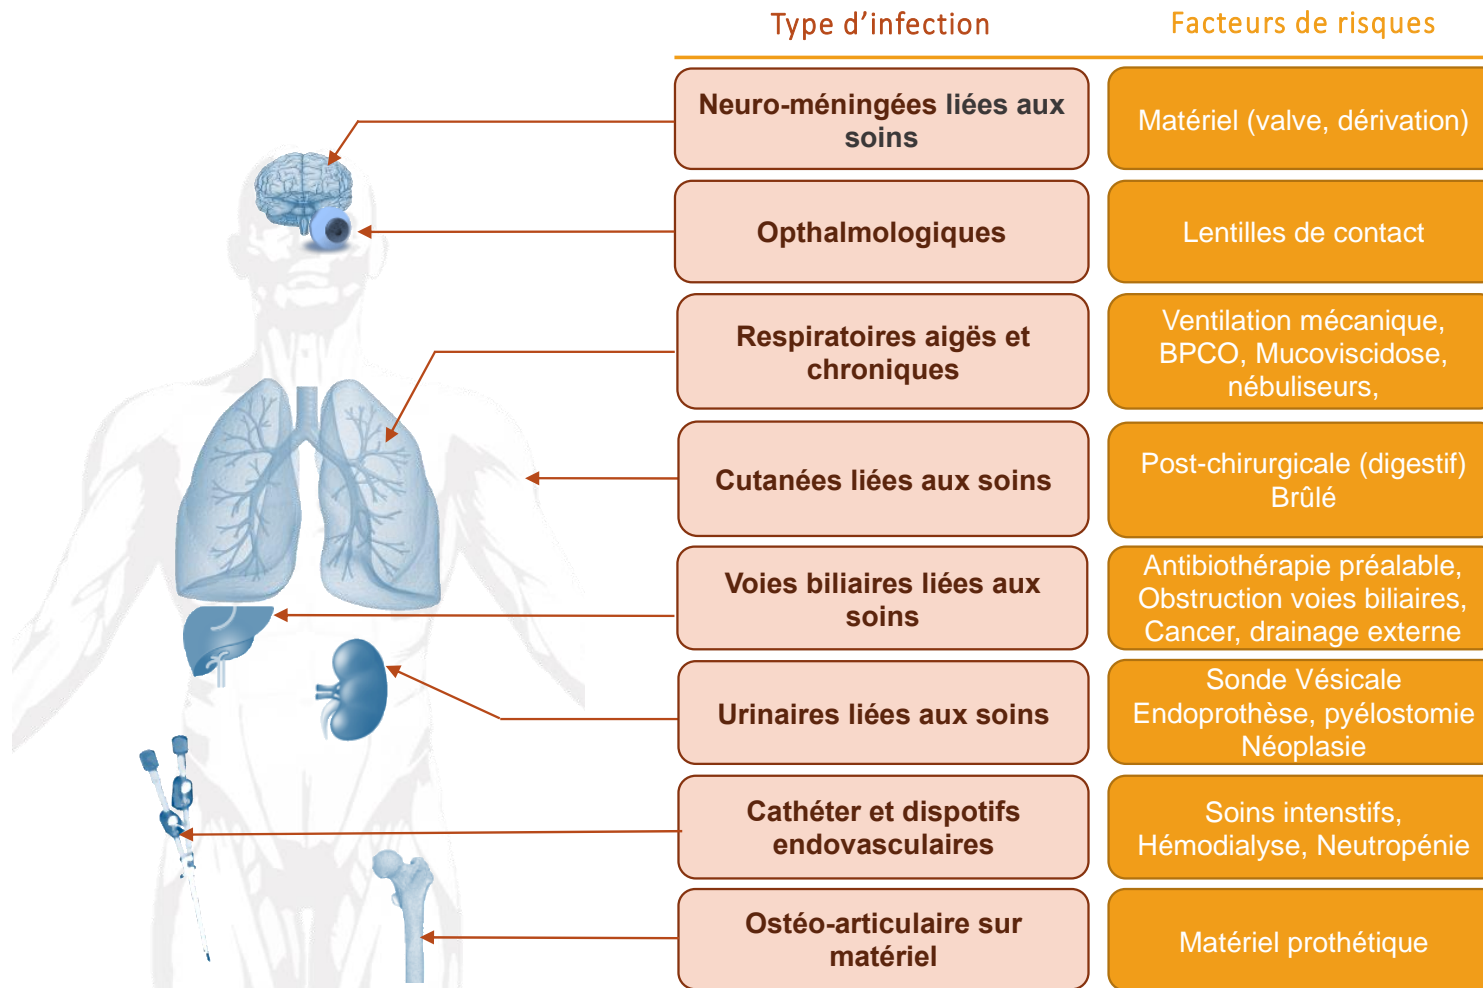 Type d'infection
Facteurs de risques
Neuro-méningées liées aux
soins
Matériel (valve, dérivation)
Opthalmologiques
Lentilles de contact
Respiratoires aigës et
chroniques
Ventilation mécanique,
BPCO, Mucoviscidose,
nébuliseurs,
Cutanées liées aux soins
Post-chirurgicale (digestif)
Brûlé
Voies biliaires liées aux
soins
Antibiothérapie préalable,
Obstruction voies biliaires,
Cancer, drainage externe
Urinaires liées aux soins
Sonde Vésicale
Endoprothèse, pyélostomie
Néoplasie
Cathéter et dispotifs
endovasculaires
Soins intenstifs,
Hémodialyse, Neutropénie
Ostéo-articulaire sur
matériel
Matériel prothétique